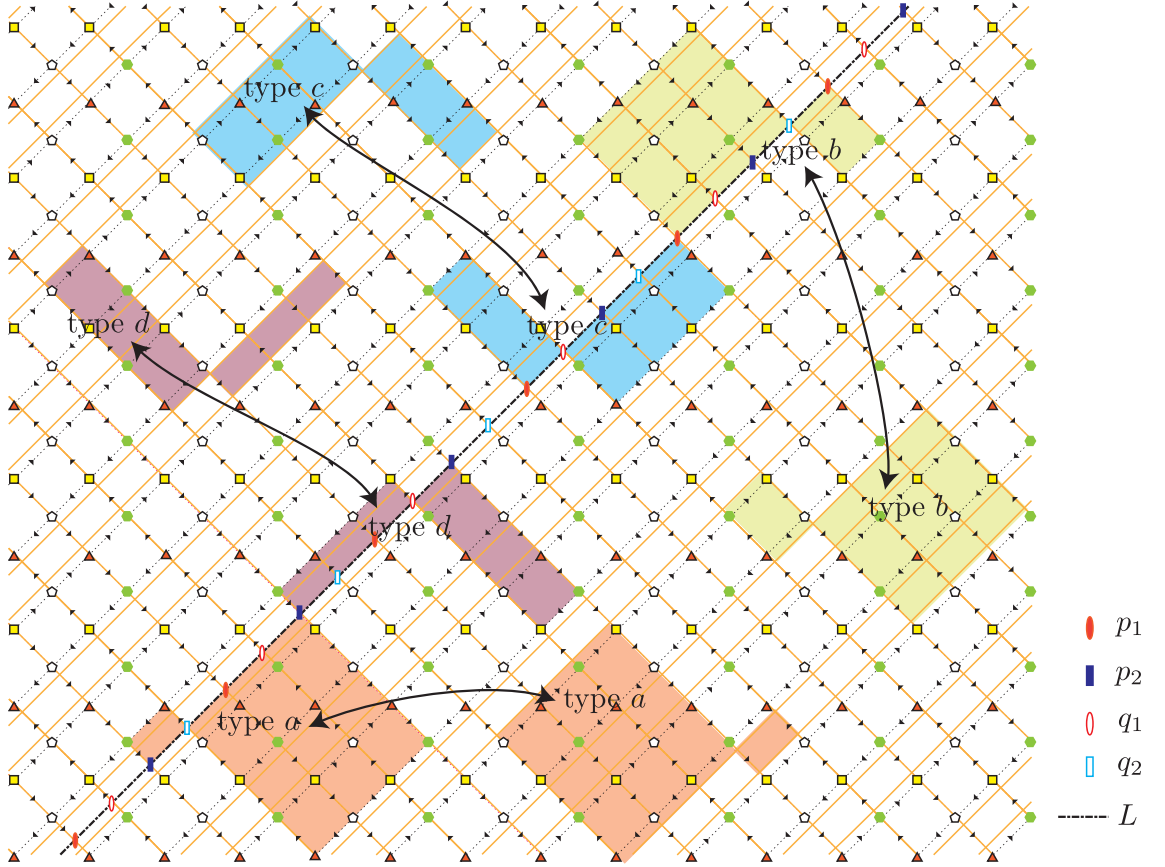 type c
type b
type d
type c
type b
type d
type a
type a
p₁
p₂
q₁
q₂
L